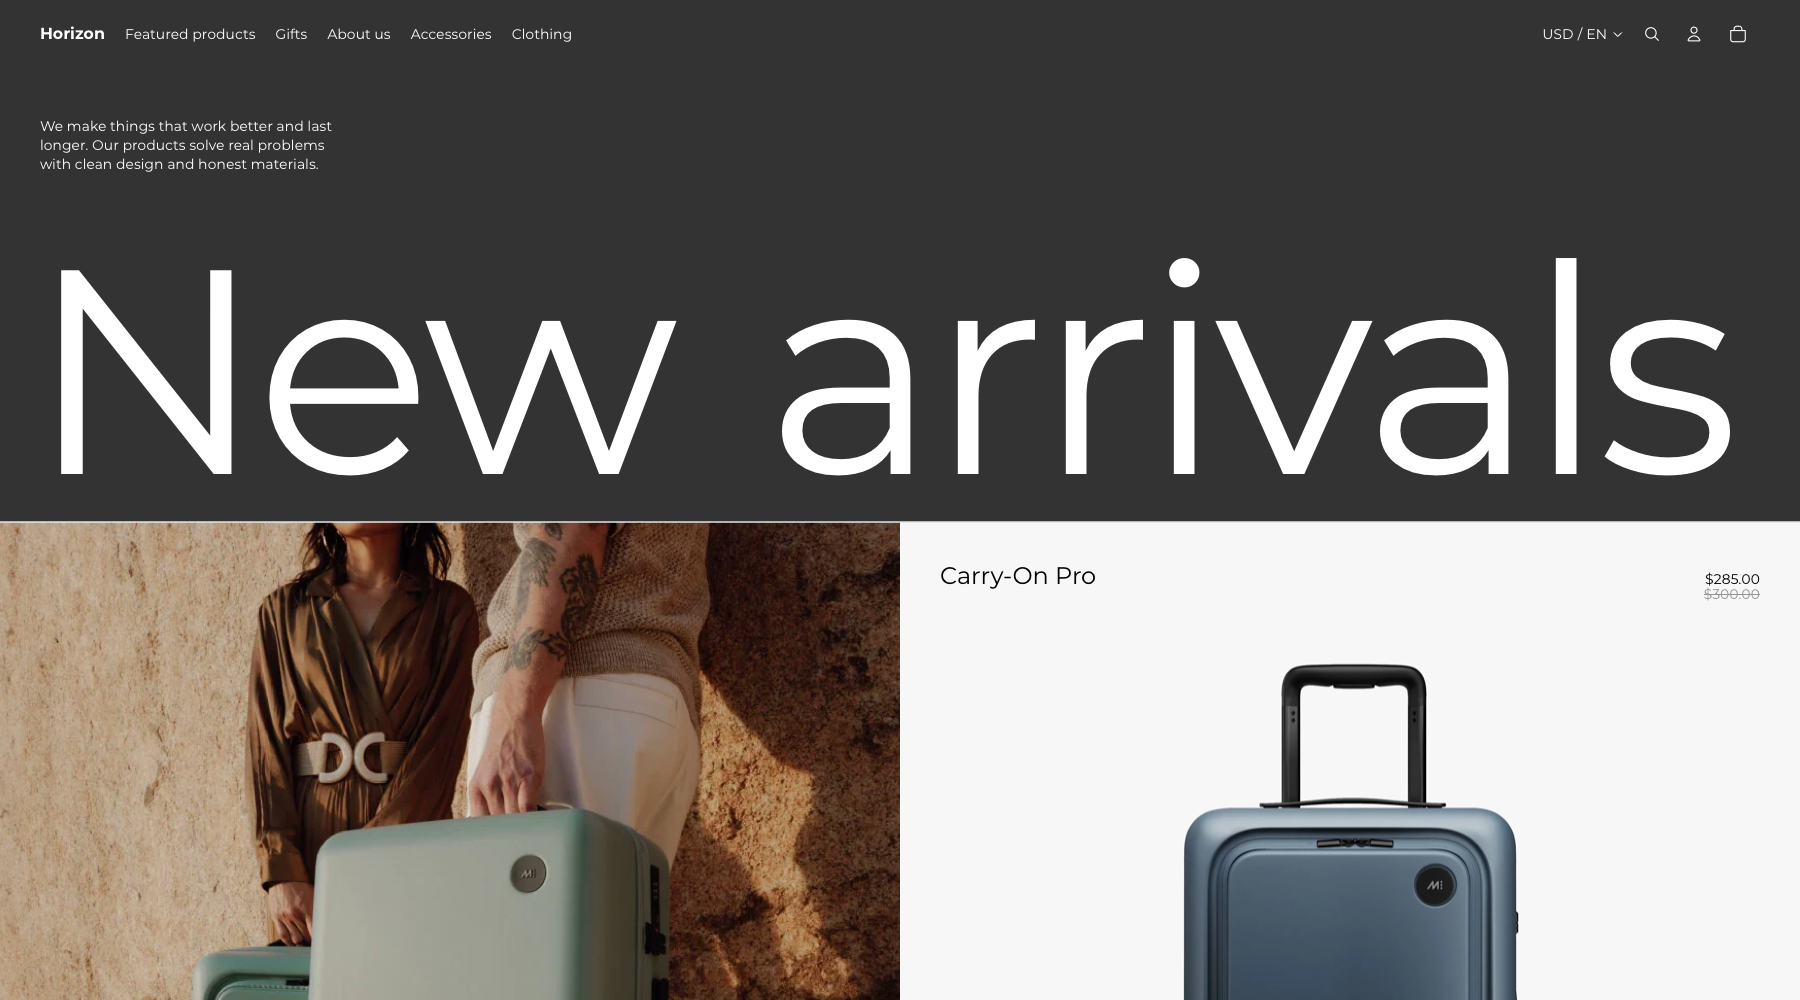 Horizon
Featured products
Gifts
About us
Accessories
Clothing
USD / EN
We make things that work better and last
longer. Our products solve real problems
with clean design and honest materials.
New arrivals
Carry-On Pro
$285.00
$300.00